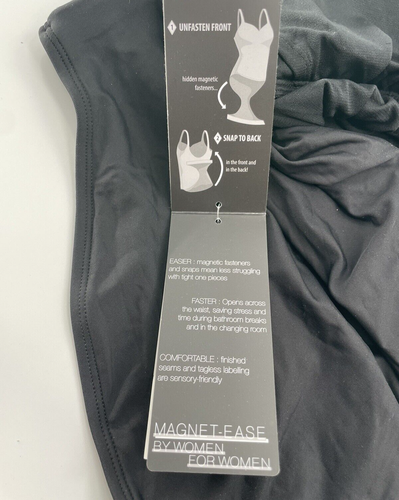 1 UNFASTEN FRONT
hidden magnetic
fasteners...
2 SNAP TO BACK
in the front and
in the back!
EASIER : magnetic fasteners
and snaps mean less struggling
with tight one pieces
FASTER : Opens across
the waist, saving stress and
time during bathroom breaks
and in the changing room
COMFORTABLE : finished
seams and tagless labelling
are sensory-friendly
MAGNET-EASE
BY WOMEN
FOR WOMEN